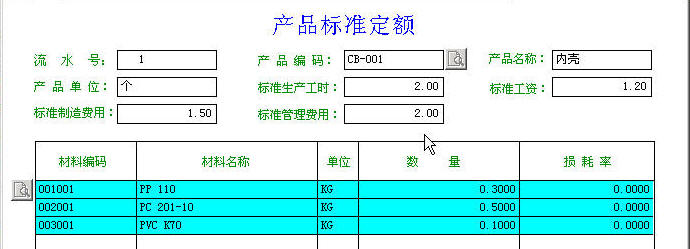 产品标准定额
流 水 号： 1 产 品 编 码： CB-001 产品名称： 内壳
产 品 单 位： 个 标准生产工时： 2.00 标准工资： 1.20
标准制造费用： 1.50 标准管理费用： 2.00
材料编码 材料名称 单位 数 量 损 耗 率
001001 PP 110 KG 0.3000 0.0000
002001 PC 201-10 KG 0.5000 0.0000
003001 PVC K70 KG 0.1000 0.0000